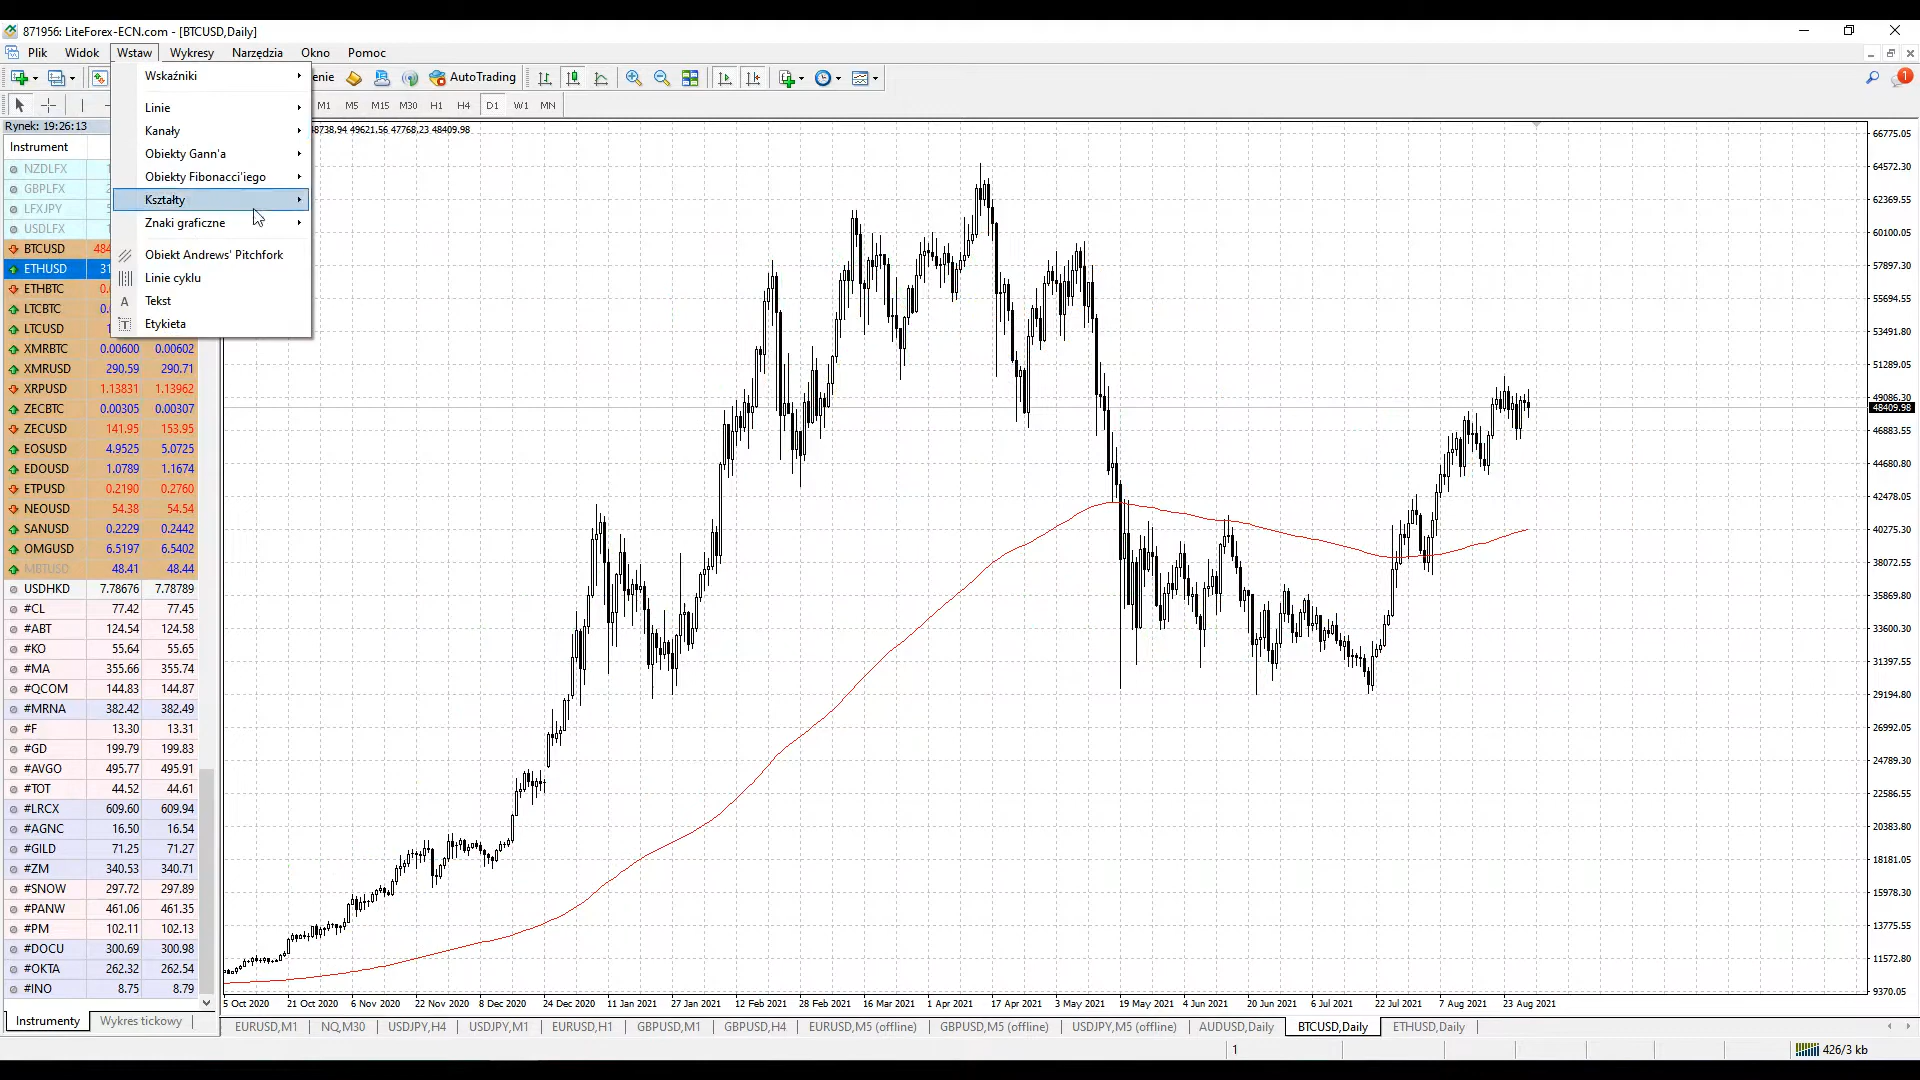 871956: LiteForex-ECN.com - [BTCUSD,Daily]
Plik Widok Wstaw Wykresy Narzędzia Okno Pomoc
enie AutoTrading 1
M1 M5 M15 M30 H1 H4 D1 W1 MN
Wskaźniki
Linie
Kanały
Obiekty Gann'a
Obiekty Fibonacci'iego
Kształty
Znaki graficzne
Obiekt Andrews' Pitchfork
Linie cyklu
A Tekst
T Etykieta
Rynek: 19:26:13
Instrument
NZDLFX
GBPLFX
LFXJPY
USDLFX
BTCUSD 484
ETHUSD 31
ETHBTC 0.
LTCBTC 0.
LTCUSD 1
XMRBTC 0.00600 0.00602
XMRUSD 290.59 290.71
XRPUSD 1.13831 1.13962
ZECBTC 0.00305 0.00307
ZECUSD 141.95 153.95
EOSUSD 4.9525 5.0725
EDOUSD 1.0789 1.1674
ETPUSD 0.2190 0.2760
NEOUSD 54.38 54.54
SANUSD 0.2229 0.2442
OMGUSD 6.5197 6.5402
MBTUSD 48.41 48.44
USDHKD 7.78676 7.78789
#CL 77.42 77.45
#ABT 124.54 124.58
#KO 55.64 55.65
#MA 355.66 355.74
#QCOM 144.83 144.87
#MRNA 382.42 382.49
#F 13.30 13.31
#GD 199.79 199.83
#AVGO 495.77 495.91
#TOT 44.52 44.61
#LRCX 609.60 609.94
#AGNC 16.50 16.54
#GILD 71.25 71.27
#ZM 340.53 340.71
#SNOW 297.72 297.89
#PANW 461.06 461.35
#PM 102.11 102.13
#DOCU 300.69 300.98
#OKTA 262.32 262.54
#INO 8.75 8.79
Instrumenty Wykres tickowy
48738.94 49621.56 47768.23 48409.98
66775.05
64572.30
62369.55
60100.05
57897.30
55694.55
53491.80
51289.05
49086.30
48409.98
46883.55
44680.80
42478.05
40275.30
38072.55
35869.80
33600.30
31397.55
29194.80
26992.05
24789.30
22586.55
20383.80
18181.05
15978.30
13775.55
11572.80
9370.05
5 Oct 2020 21 Oct 2020 6 Nov 2020 22 Nov 2020 8 Dec 2020 24 Dec 2020 11 Jan 2021 27 Jan 2021 12 Feb 2021 28 Feb 2021 16 Mar 2021 1 Apr 2021 17 Apr 2021 3 May 2021 19 May 2021 4 Jun 2021 20 Jun 2021 6 Jul 2021 22 Jul 2021 7 Aug 2021 23 Aug 2021
EURUSD,M1 NQ,M30 USDJPY,H4 USDJPY,M1 EURUSD,H1 GBPUSD,M1 GBPUSD,H4 EURUSD,M5 (offline) GBPUSD,M5 (offline) USDJPY,M5 (offline) AUDUSD,Daily BTCUSD,Daily ETHUSD,Daily
1 426/3 kb